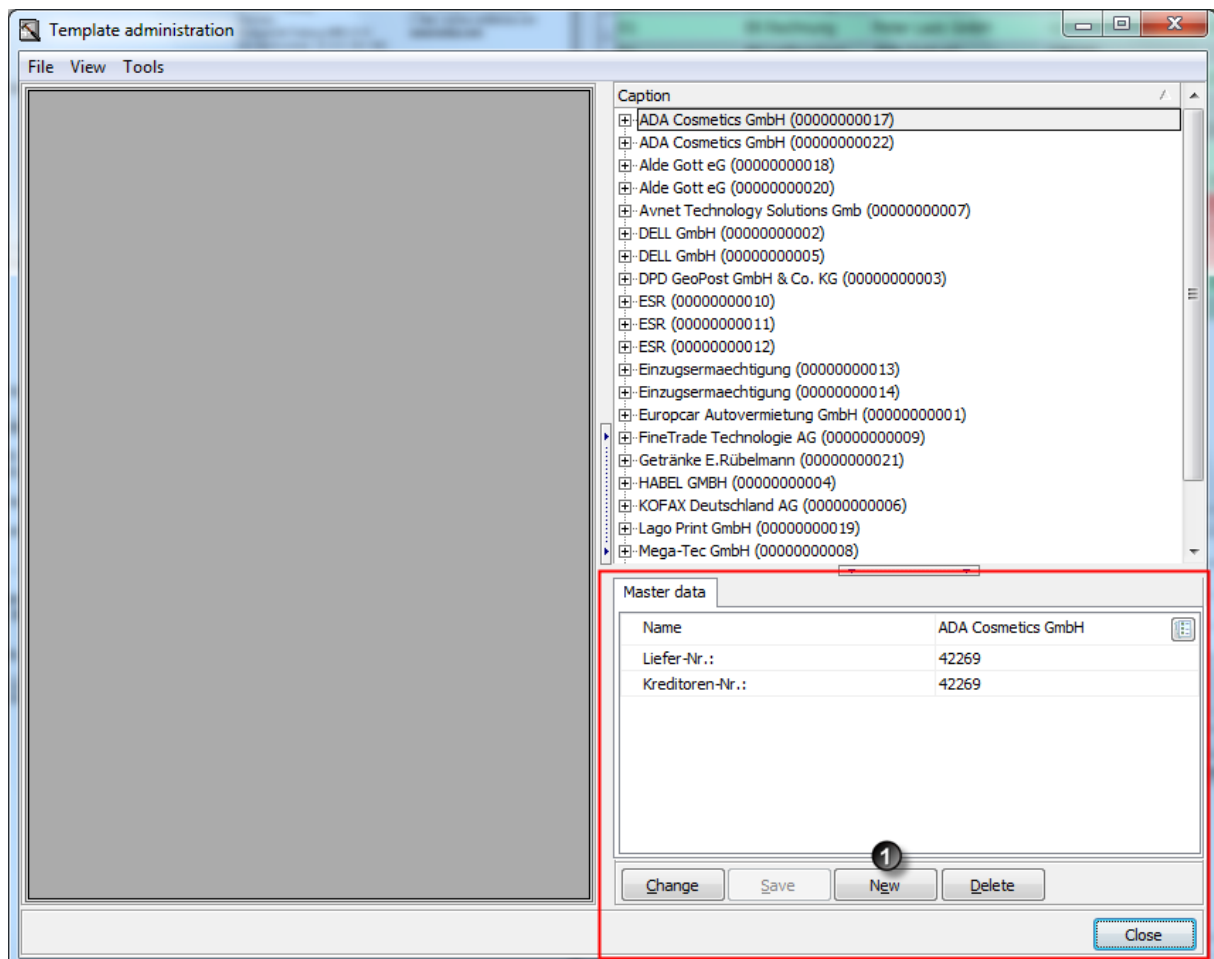 Template administration
File View Tools
Caption
ADA Cosmetics GmbH (00000000017)
ADA Cosmetics GmbH (00000000022)
Alde Gott eG (00000000018)
Alde Gott eG (00000000020)
Avnet Technology Solutions Gmb (00000000007)
DELL GmbH (00000000002)
DELL GmbH (00000000005)
DPD GeoPost GmbH & Co. KG (00000000003)
ESR (00000000010)
ESR (00000000011)
ESR (00000000012)
Einzugsermaechtigung (00000000013)
Einzugsermaechtigung (00000000014)
Europcar Autovermietung GmbH (00000000001)
FineTrade Technologie AG (00000000009)
Getränke E.Rübelmann (00000000021)
HABEL GMBH (00000000004)
KOFAX Deutschland AG (00000000006)
Lago Print GmbH (00000000019)
Mega-Tec GmbH (00000000008)
Master data
Name ADA Cosmetics GmbH
Liefer-Nr.: 42269
Kreditoren-Nr.: 42269
1
Change Save New Delete
Close